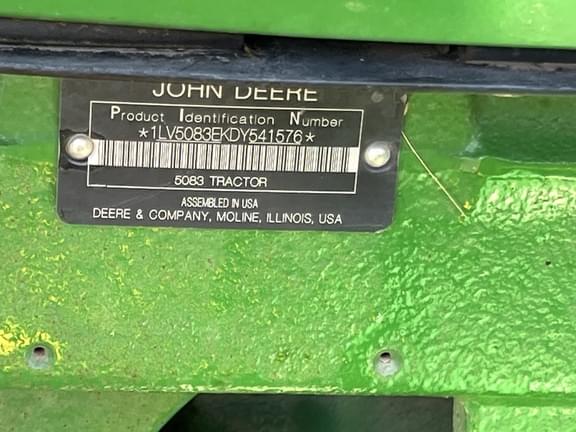 JOHN DEERE
Product Identification Number
*1LV5083EKDY541576*
5083 TRACTOR
ASSEMBLED IN USA
DEERE & COMPANY, MOLINE, ILLINOIS, USA